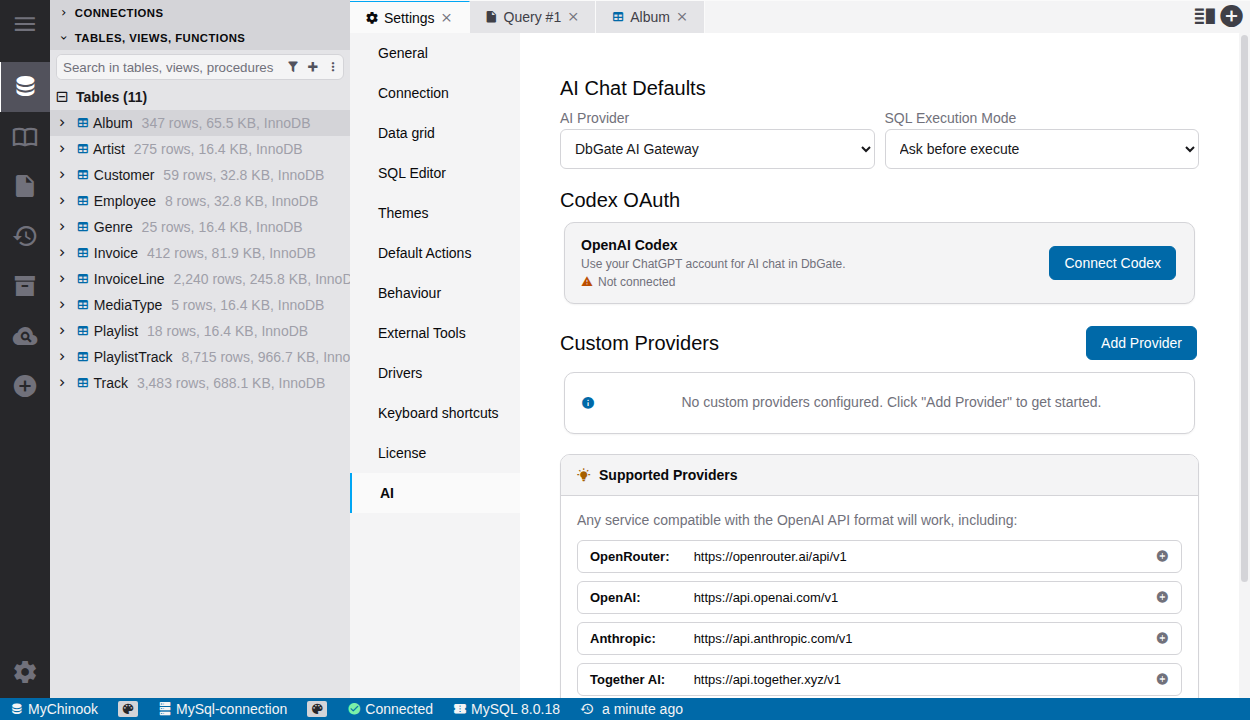 CONNECTIONS
TABLES, VIEWS, FUNCTIONS
Search in tables, views, procedures
Tables (11)
Album 347 rows, 65.5 KB, InnoDB
Artist 275 rows, 16.4 KB, InnoDB
Customer 59 rows, 32.8 KB, InnoDB
Employee 8 rows, 32.8 KB, InnoDB
Genre 25 rows, 16.4 KB, InnoDB
Invoice 412 rows, 81.9 KB, InnoDB
InvoiceLine 2,240 rows, 245.8 KB, InnoD
MediaType 5 rows, 16.4 KB, InnoDB
Playlist 18 rows, 16.4 KB, InnoDB
PlaylistTrack 8,715 rows, 966.7 KB, Inno
Track 3,483 rows, 688.1 KB, InnoDB
Settings
Query #1
Album
General
Connection
Data grid
SQL Editor
Themes
Default Actions
Behaviour
External Tools
Drivers
Keyboard shortcuts
License
AI
AI Chat Defaults
AI Provider
SQL Execution Mode
DbGate AI Gateway
Ask before execute
Codex OAuth
OpenAI Codex
Use your ChatGPT account for AI chat in DbGate.
Not connected
Connect Codex
Custom Providers
Add Provider
No custom providers configured. Click "Add Provider" to get started.
Supported Providers
Any service compatible with the OpenAI API format will work, including:
OpenRouter: https://openrouter.ai/api/v1
OpenAI: https://api.openai.com/v1
Anthropic: https://api.anthropic.com/v1
Together AI: https://api.together.xyz/v1
MyChinook
MySql-connection
Connected
MySQL 8.0.18
a minute ago